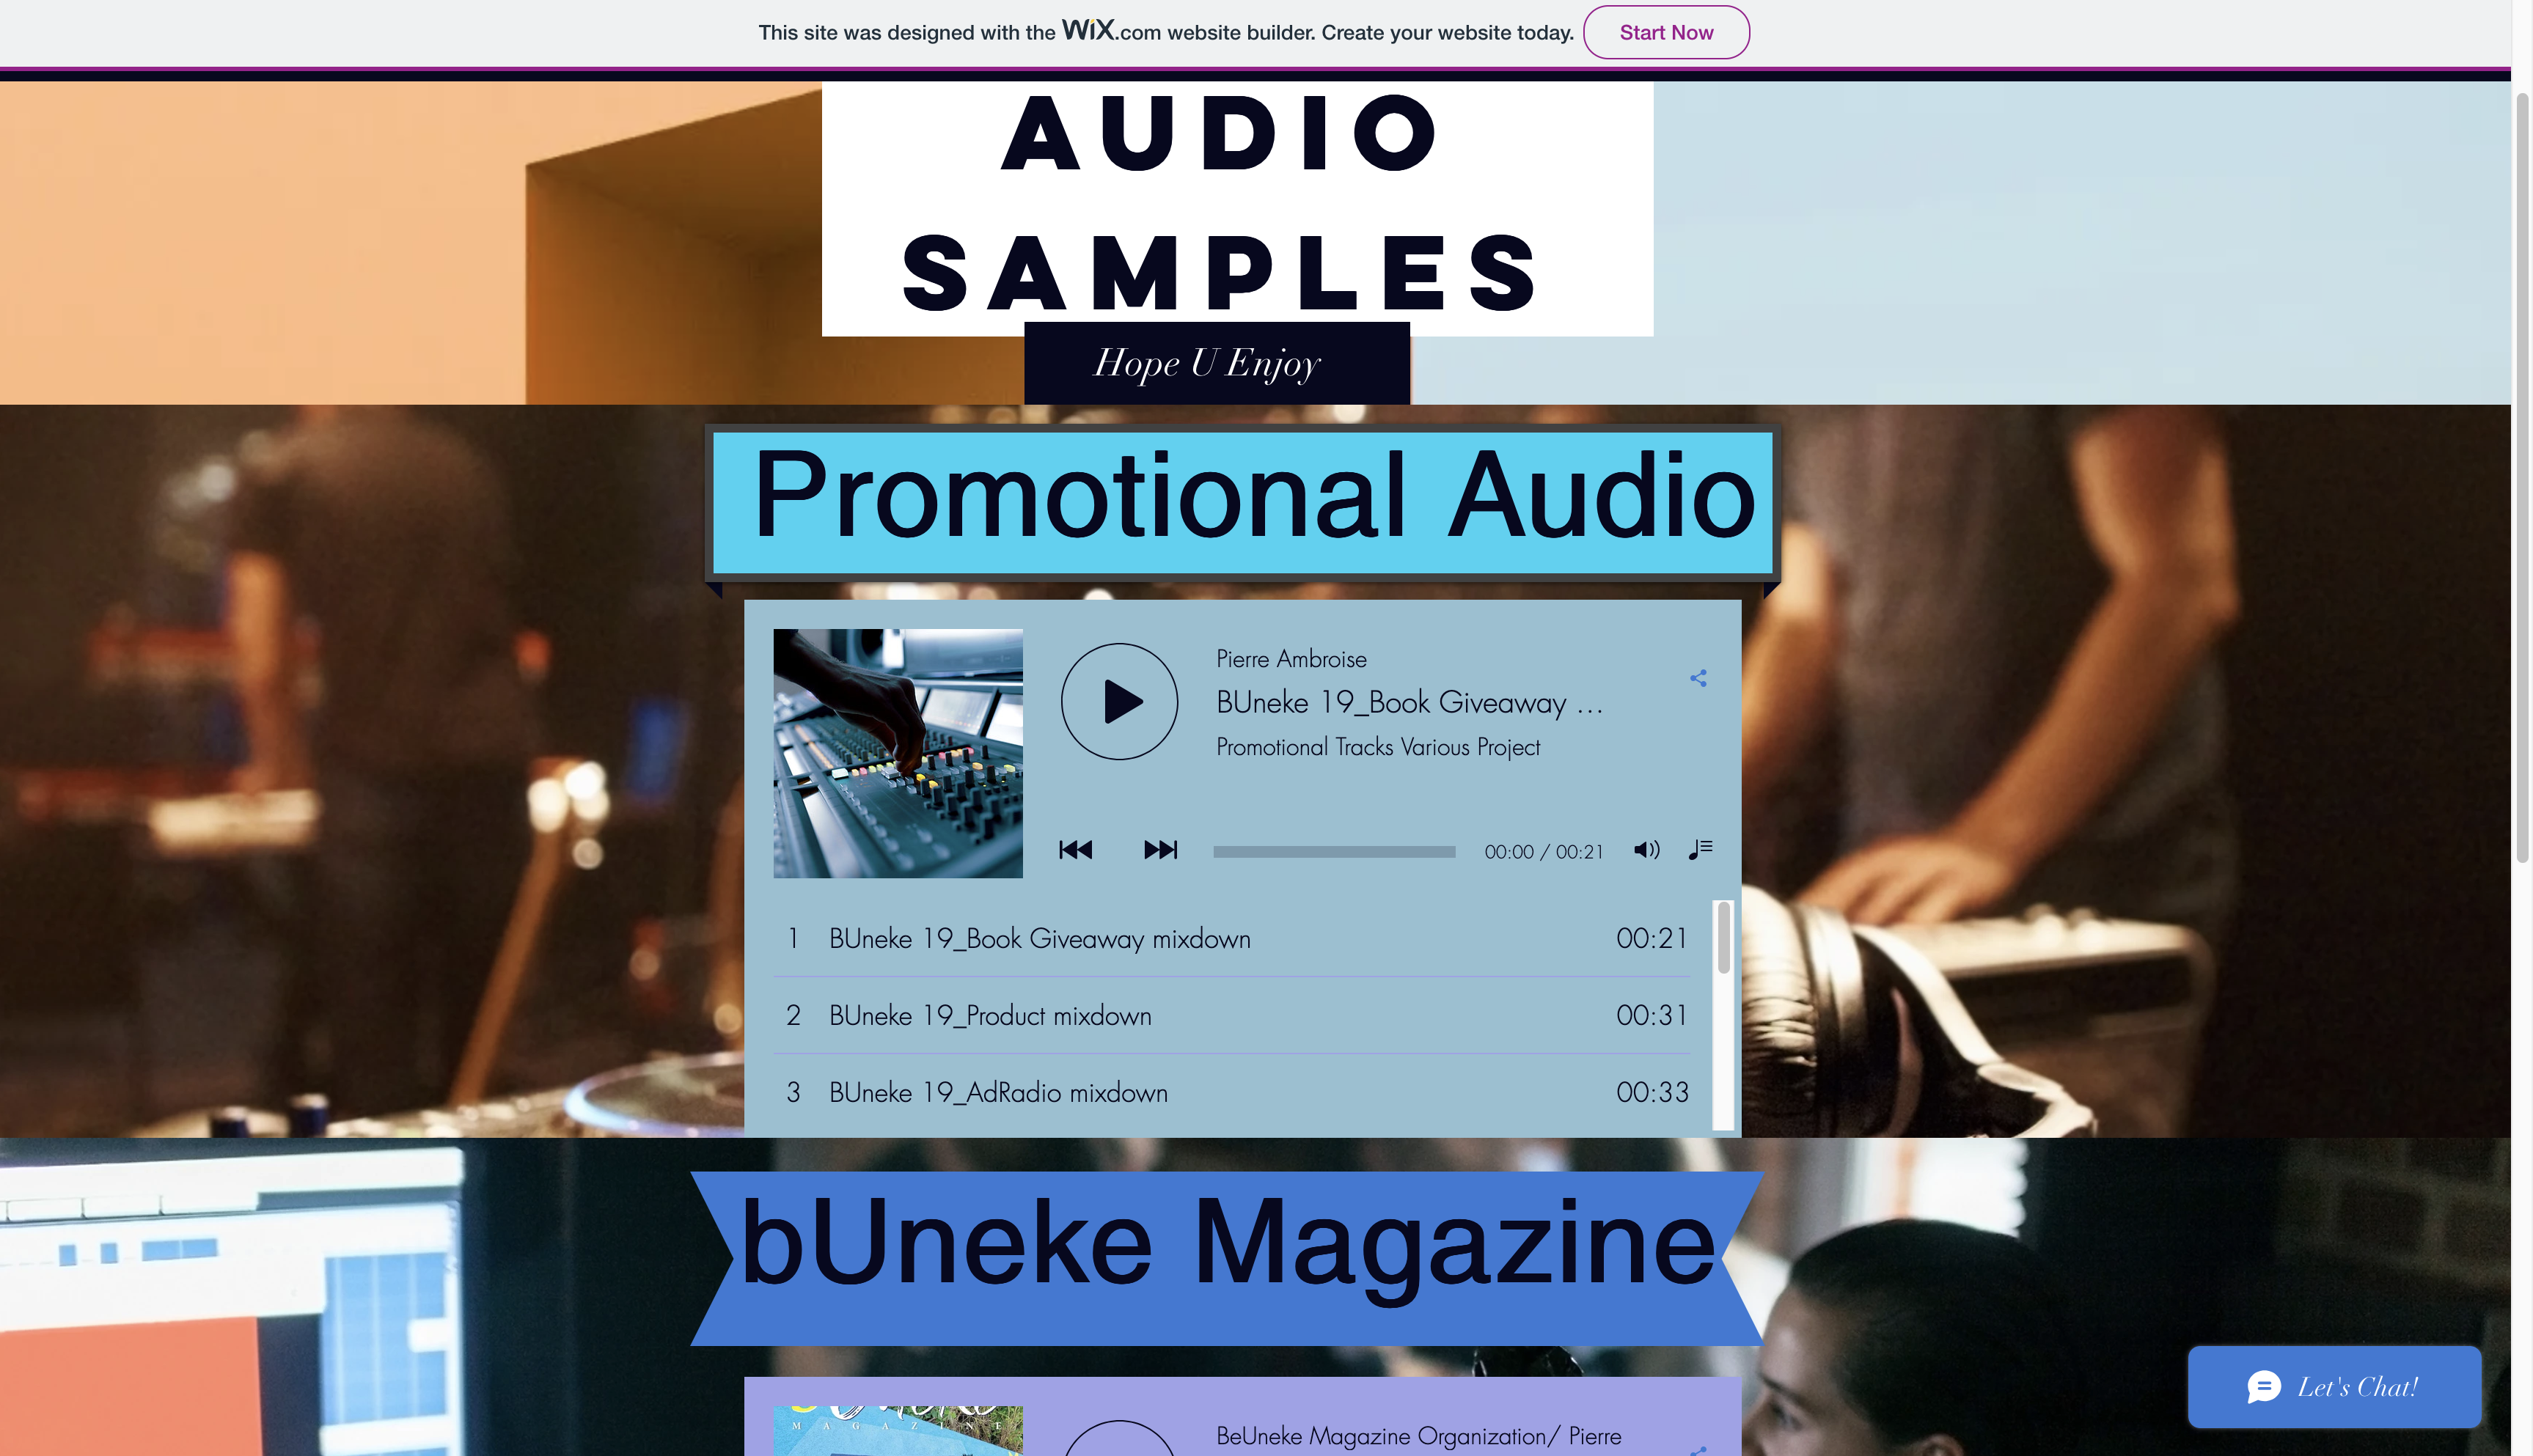 This site was designed with the WiX.com website builder. Create your website today. Start Now
AUDIO
SAMPLES
Hope U Enjoy
Promotional Audio
Pierre Ambroise
BUneke 19_Book Giveaway ...
Promotional Tracks Various Project
00:00 / 00:21
1 BUneke 19_Book Giveaway mixdown 00:21
2 BUneke 19_Product mixdown 00:31
3 BUneke 19_AdRadio mixdown 00:33
bUneke Magazine
Let's Chat!
MAGAZINE
BeUneke Magazine Organization/ Pierre